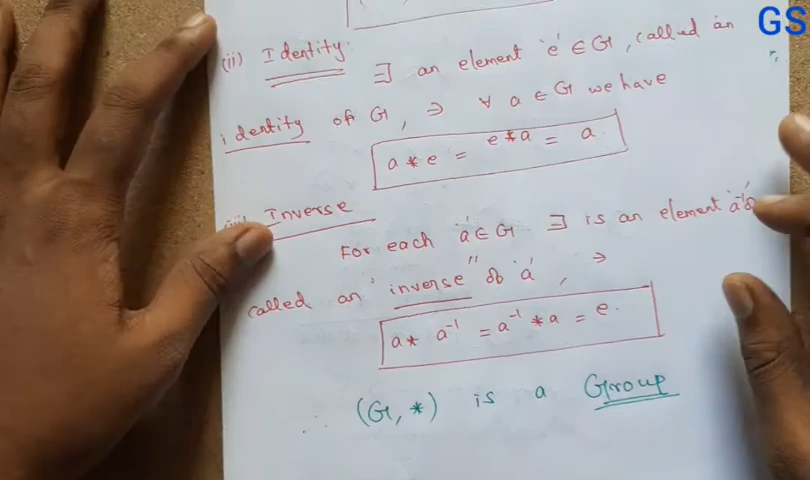 GS
(ii) Identity:
∃ an element 'e' ∈ G, called an
identity of G, ∋ ∀ a ∈ G we have
a * e = e * a = a
Inverse
For each 'a' ∈ G ∃ is an element 'a⁻¹'
called an "inverse" of 'a', ∋
a * a⁻¹ = a⁻¹ * a = e.
∴ (G, *) is a Group